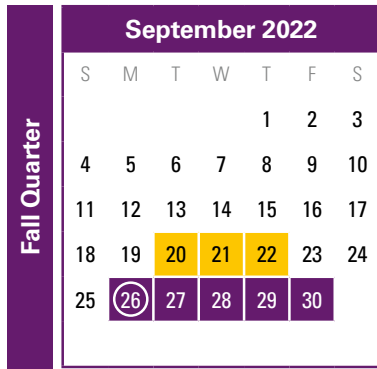 Fall Quarter
September 2022
S M T W T F S
1 2 3
4 5 6 7 8 9 10
11 12 13 14 15 16 17
18 19 20 21 22 23 24
25 26 27 28 29 30